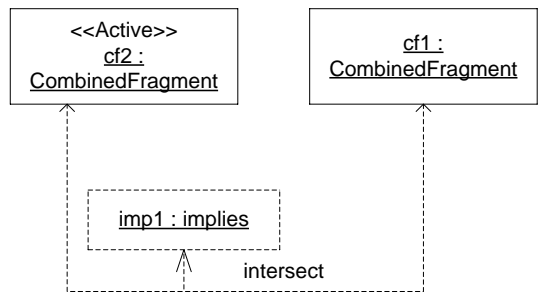 <<Active>>
cf2 :
CombinedFragment
cf1 :
CombinedFragment
imp1 : implies
intersect